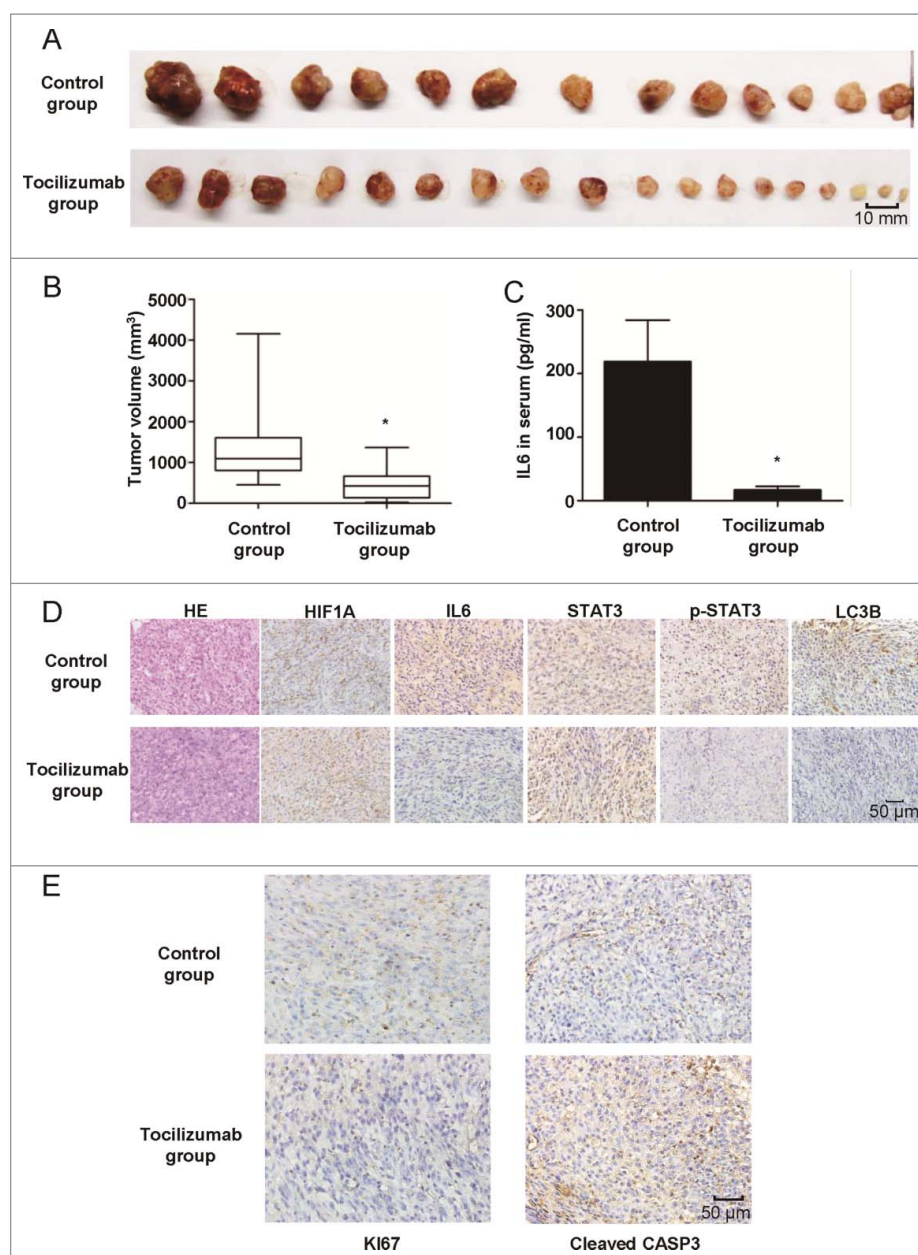 A
Control
group
Tocilizumab
group
10 mm
B
Tumor volume (mm³)
5000
4000
3000
2000
1000
0
*
Control
group
Tocilizumab
group
C
IL6 in serum (pg/ml)
300
200
100
0
*
Control
group
Tocilizumab
group
D
HE HIF1A IL6 STAT3 p-STAT3 LC3B
Control
group
Tocilizumab
group
50 µm
E
Control
group
Tocilizumab
group
50 µm
KI67 Cleaved CASP3